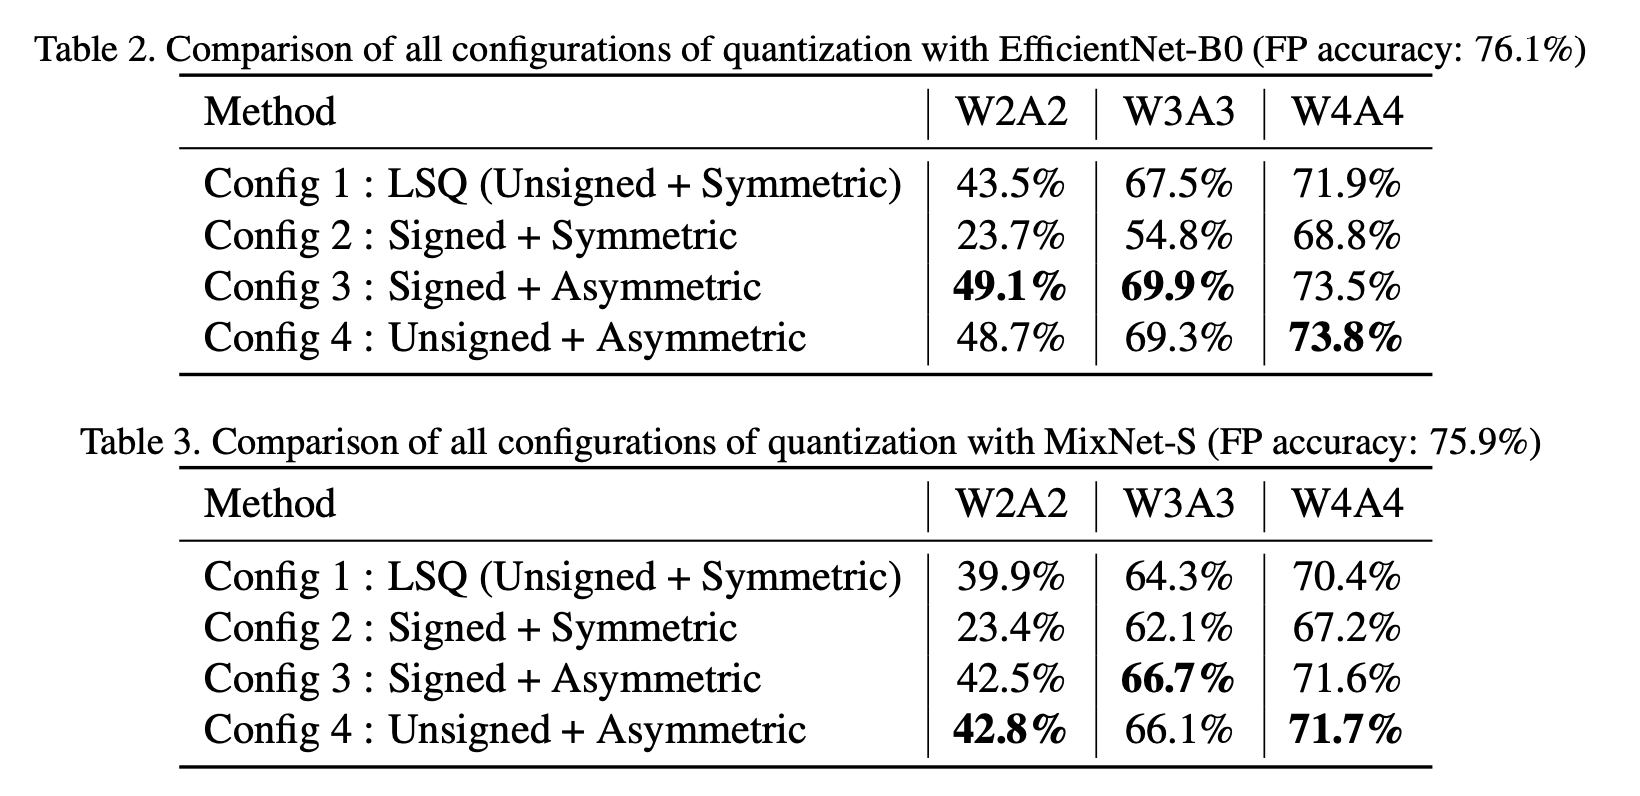 Table 2. Comparison of all configurations of quantization with EfficientNet-B0 (FP accuracy: 76.1%)
Method W2A2 W3A3 W4A4
Config 1 : LSQ (Unsigned + Symmetric) 43.5% 67.5% 71.9%
Config 2 : Signed + Symmetric 23.7% 54.8% 68.8%
Config 3 : Signed + Asymmetric 49.1% 69.9% 73.5%
Config 4 : Unsigned + Asymmetric 48.7% 69.3% 73.8%
Table 3. Comparison of all configurations of quantization with MixNet-S (FP accuracy: 75.9%)
Method W2A2 W3A3 W4A4
Config 1 : LSQ (Unsigned + Symmetric) 39.9% 64.3% 70.4%
Config 2 : Signed + Symmetric 23.4% 62.1% 67.2%
Config 3 : Signed + Asymmetric 42.5% 66.7% 71.6%
Config 4 : Unsigned + Asymmetric 42.8% 66.1% 71.7%